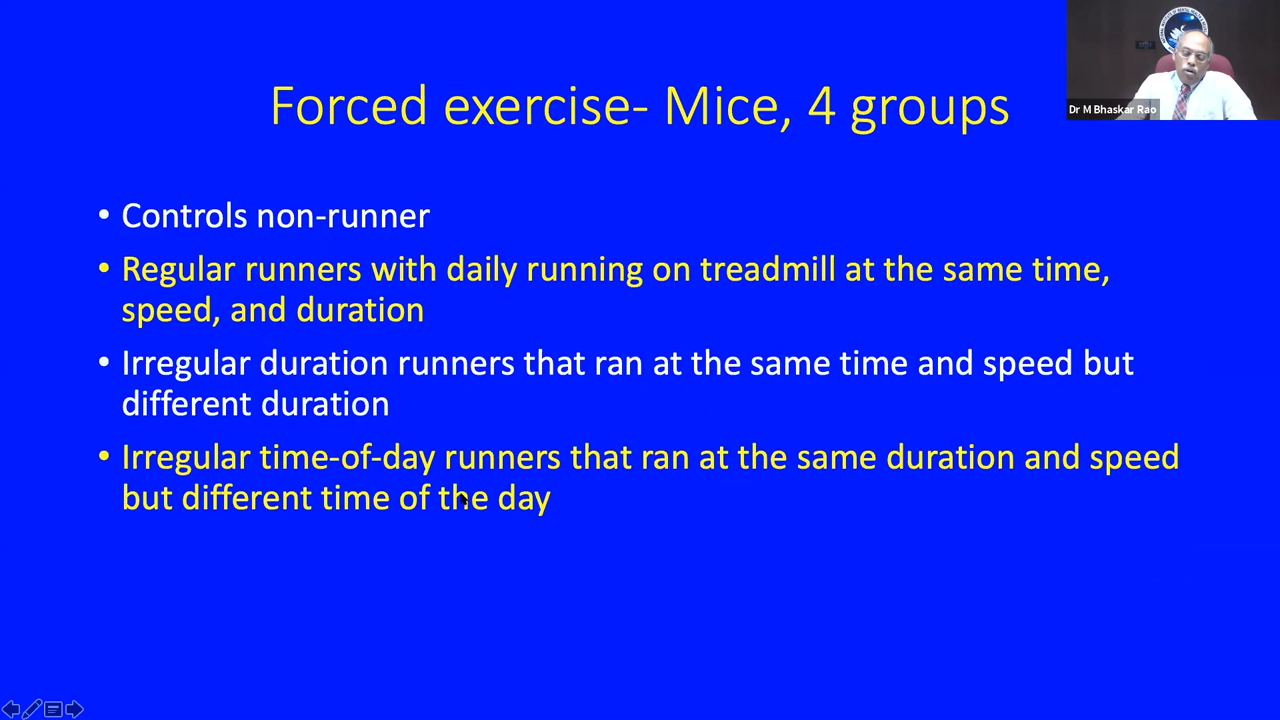 Forced exercise- Mice, 4 groups
Dr M Bhaskar Rao
• Controls non-runner
• Regular runners with daily running on treadmill at the same time,
speed, and duration
• Irregular duration runners that ran at the same time and speed but
different duration
• Irregular time-of-day runners that ran at the same duration and speed
but different time of the day